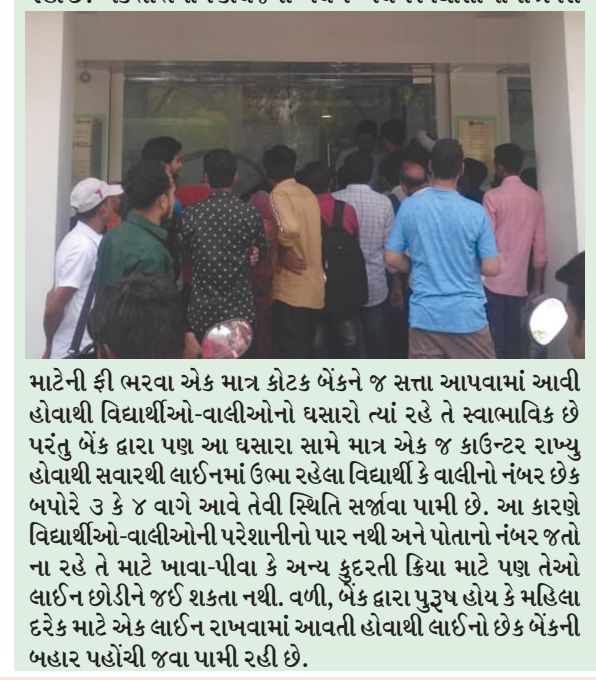 માટેની ફી ભરવા એક માત્ર કોટક બેંકને જ સત્તા આપવામાં આવી
હોવાથી વિદ્યાર્થીઓ-વાલીઓનો ઘસારો ત્યાં રહે તે સ્વાભાવિક છે
પરંતુ બેંક દ્વારા પણ આ ઘસારા સામે માત્ર એક જ કાઉન્ટર રાખ્યુ
હોવાથી સવારથી લાઈનમાં ઉભા રહેલા વિદ્યાર્થી કે વાલીનો નંબર છેક
બપોરે ૩ કે ૪ વાગે આવે તેવી સ્થિતિ સર્જાવા પામી છે. આ કારણે
વિદ્યાર્થીઓ-વાલીઓની પરેશાનીનો પાર નથી અને પોતાનો નંબર જતો
ના રહે તે માટે ખાવા-પીવા કે અન્ય કુદરતી ક્રિયા માટે પણ તેઓ
લાઈન છોડીને જઈ શકતા નથી. વળી, બેંક દ્વારા પુરૂષ હોય કે મહિલા
દરેક માટે એક લાઈન રાખવામાં આવતી હોવાથી લાઈનો છેક બેંકની
બહાર પહોંચી જવા પામી રહી છે.